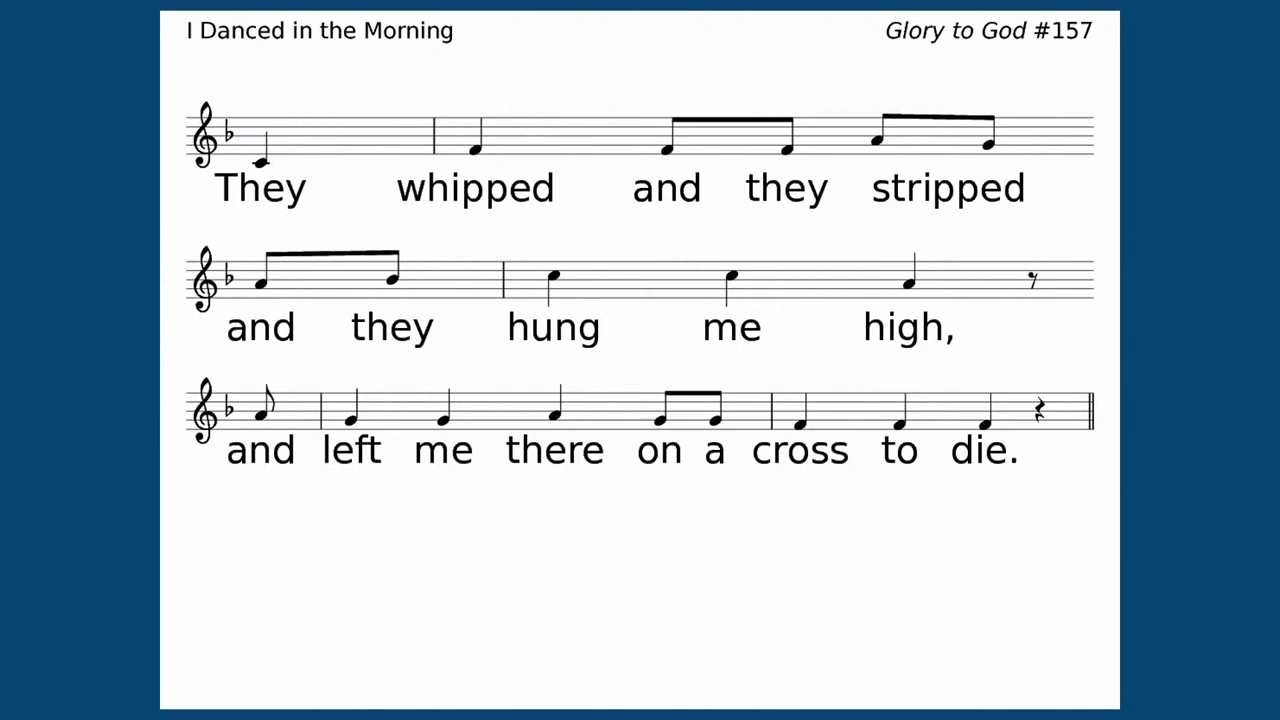 I Danced in the Morning
Glory to God #157
They whipped and they stripped
and they hung me high,
and left me there on a cross to die.